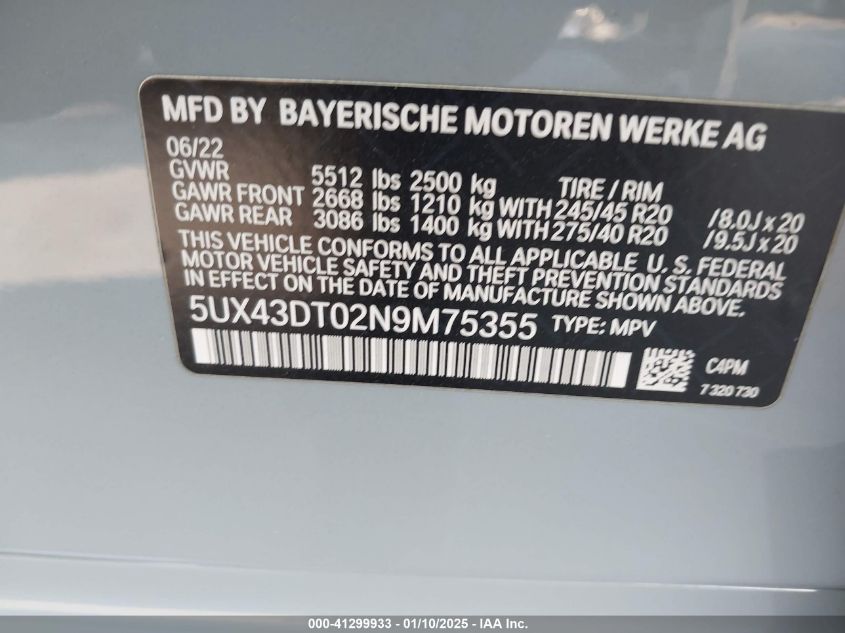 MFD BY BAYERISCHE MOTOREN WERKE AG
06/22
GVWR 5512 lbs 2500 kg TIRE / RIM
GAWR FRONT 2668 lbs 1210 kg WITH 245/45 R20 /8.0J x 20
GAWR REAR 3086 lbs 1400 kg WITH 275/40 R20 /9.5J x 20
THIS VEHICLE CONFORMS TO ALL APPLICABLE U. S. FEDERAL
MOTOR VEHICLE SAFETY AND THEFT PREVENTION STANDARDS
IN EFFECT ON THE DATE OF MANUFACTURE SHOWN ABOVE.
5UX43DT02N9M75355 TYPE: MPV
C4PM
7 320 730
000-41299933 - 01/10/2025 - IAA Inc.